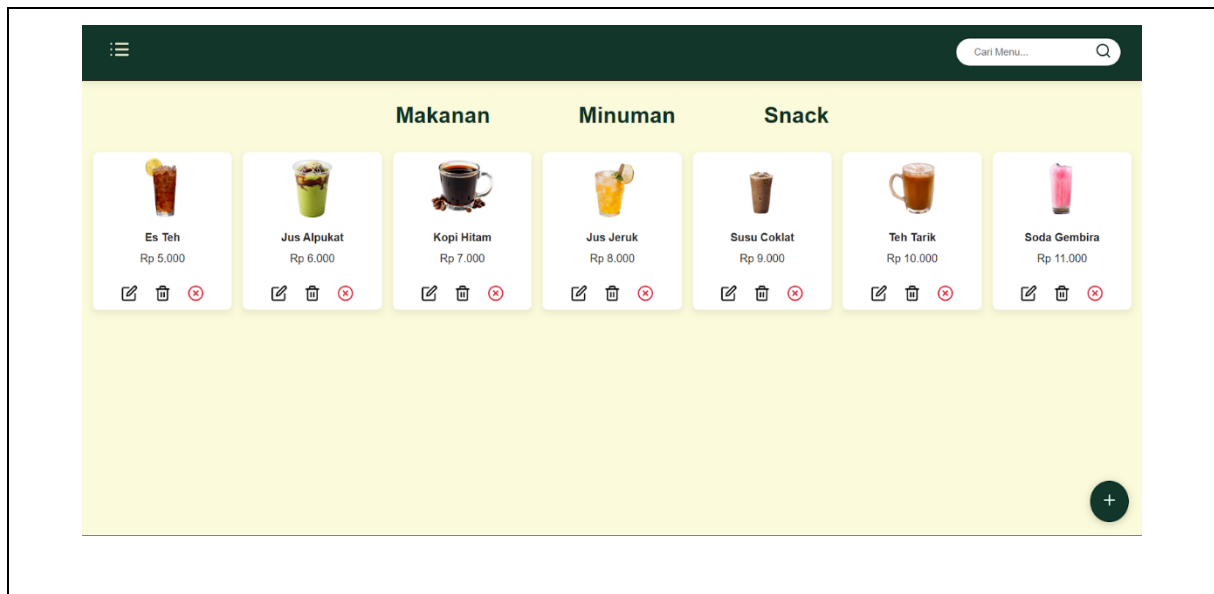 Cari Menu...
Makanan Minuman Snack
Es Teh Jus Alpukat Kopi Hitam Jus Jeruk Susu Coklat Teh Tarik Soda Gembira
Rp 5.000 Rp 6.000 Rp 7.000 Rp 8.000 Rp 9.000 Rp 10.000 Rp 11.000